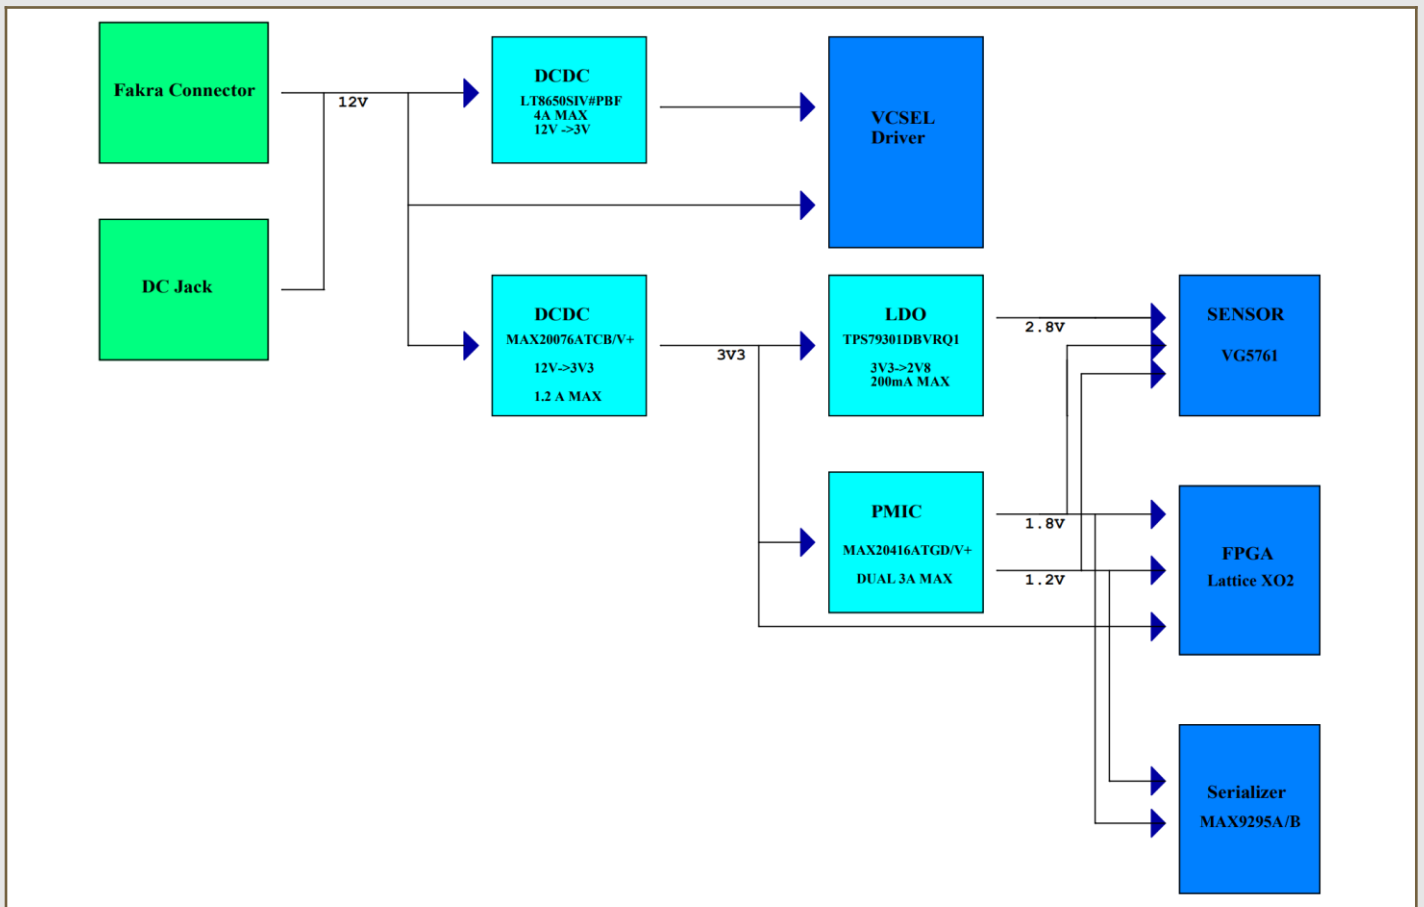 Fakra Connector
12V
DCDC
LT8650SIV#PBF
4A MAX
12V ->3V
VCSEL
Driver
DC Jack
DCDC
MAX20076ATCB/V+
12V->3V3
1.2 A MAX
3V3
LDO
TPS79301DBVRQ1
3V3->2V8
200mA MAX
2.8V
SENSOR
VG5761
PMIC
MAX20416ATGD/V+
DUAL 3A MAX
1.8V
1.2V
FPGA
Lattice XO2
Serializer
MAX9295A/B